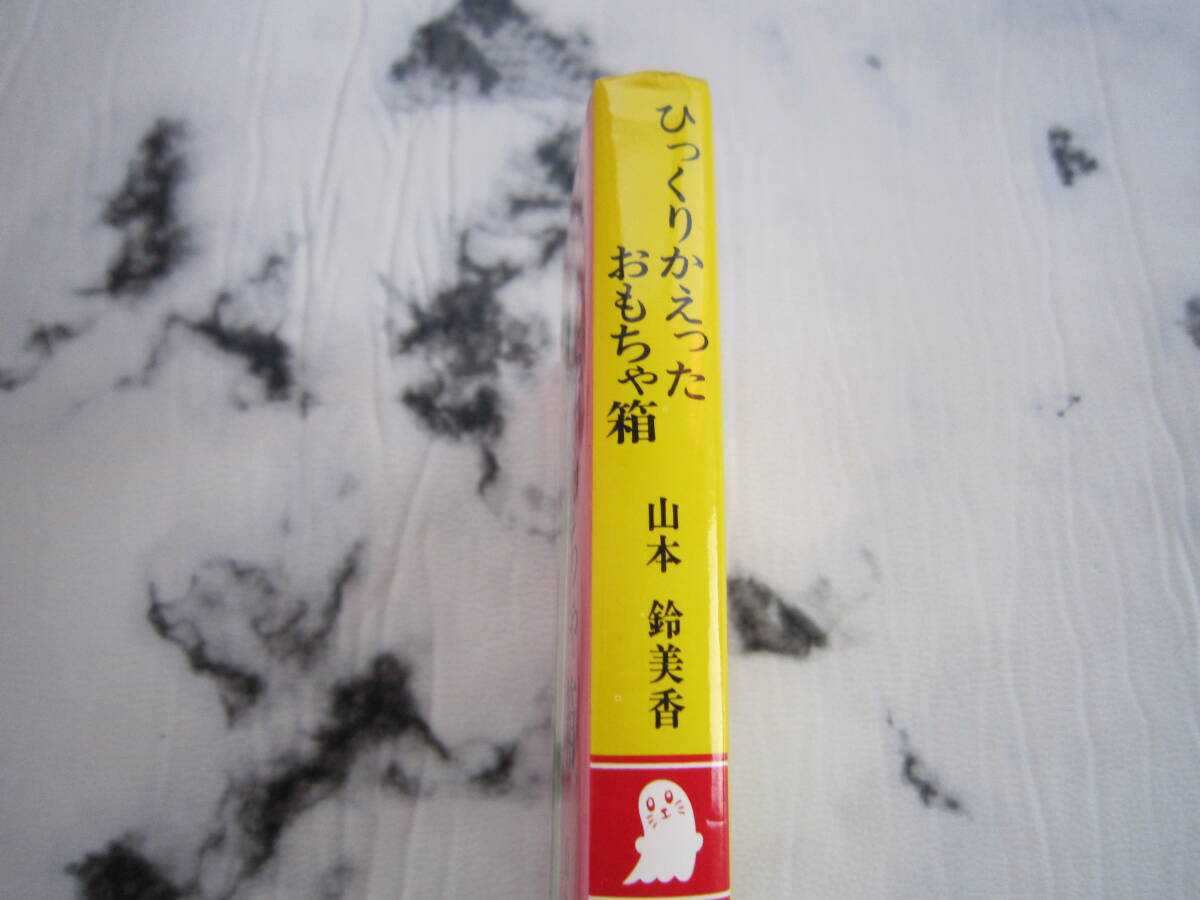 ひっくりかえった
おもちゃ箱
山本 鈴美香